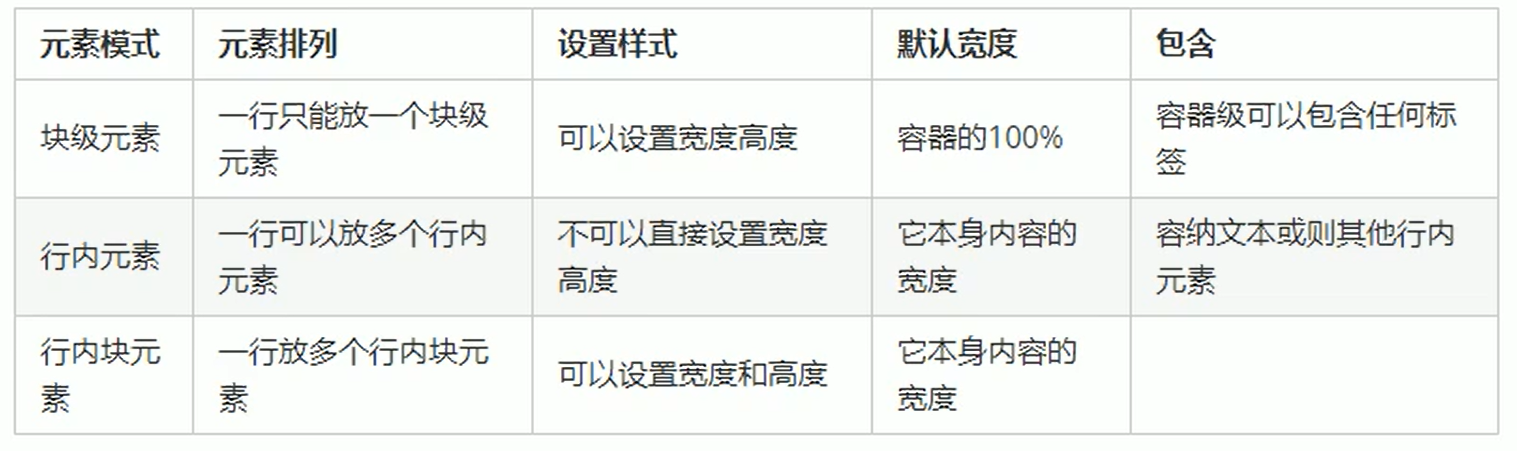 元素模式 元素排列 设置样式 默认宽度 包含
块级元素
一行只能放一个块级
元素
可以设置宽度高度
容器的100%
容器级可以包含任何标
签
行内元素
一行可以放多个行内
元素
不可以直接设置宽度
高度
它本身内容的
宽度
容纳文本或则其他行内
元素
行内块元
素
一行放多个行内块元
素
可以设置宽度和高度
它本身内容的
宽度